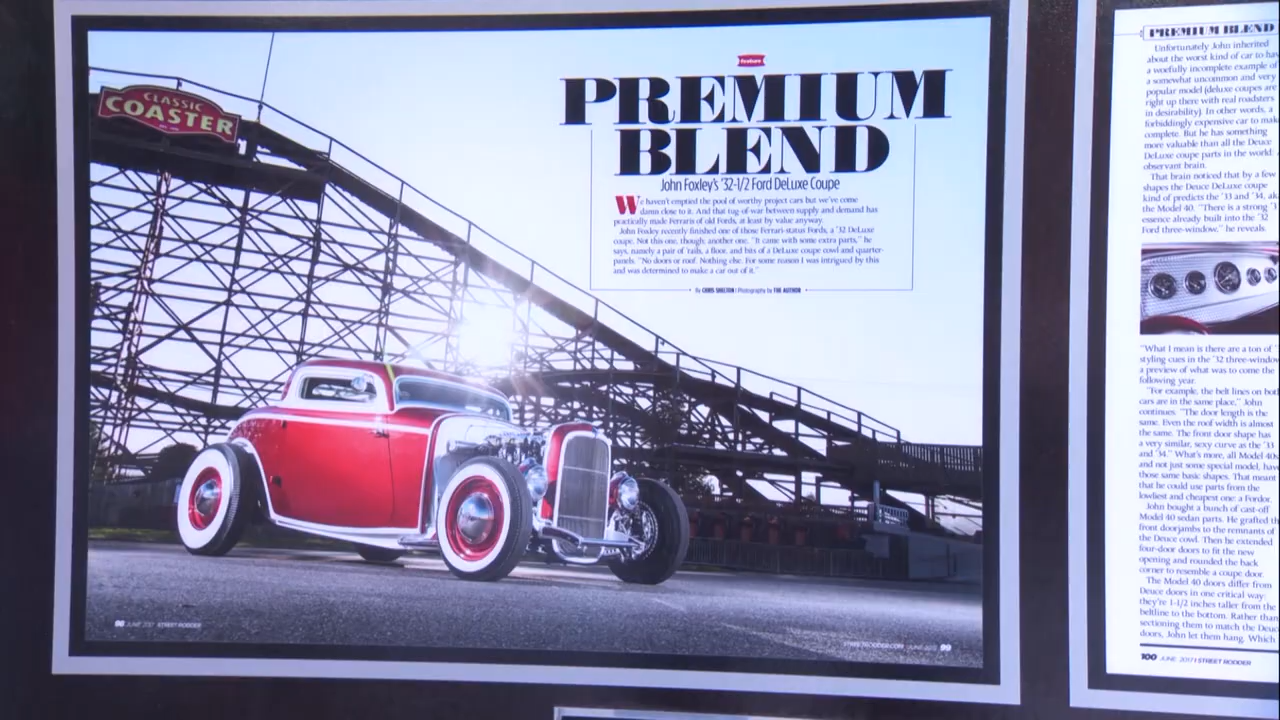 CLASSIC
COASTER
Feature
PREMIUM
BLEND
John Foxley's '32-1/2 Ford DeLuxe Coupe
We haven't emptied the pool of worthy project cars but we've come
damn close to it. And that tug-of-war between supply and demand has
practically made Ferraris of old Fords, at least by value anyway.
John Foxley recently finished one of those Ferrari-status Fords, a '32 DeLuxe
coupe. Not this one, though; another one. "It came with some extra parts," he
says, namely a pair of 'rails, a floor, and bits of a DeLuxe coupe cowl and quarter-
panels. "No doors or roof. Nothing else. For some reason I was intrigued by this
and was determined to make a car out of it."
By CHRIS SHELTON | Photography by THE AUTHOR
98 JUNE 2017 STREET RODDER
STREETRODDER.COM JUNE 2017 99
PREMIUM BLEND
Unfortunately John inherited
about the worst kind of car to hav
a woefully incomplete example of
a somewhat uncommon and very
popular model (deluxe coupes are
right up there with real roadsters
in desirability). In other words, a
forbiddingly expensive car to mak
complete. But he has something
more valuable than all the Deuce
DeLuxe coupe parts in the world:
observant brain.
That brain noticed that by a few
shapes the Deuce DeLuxe coupe
kind of predicts the '33 and '34, ak
the Model 40. "There is a strong '3
essence already built into the '32
Ford three-window," he reveals.
"What I mean is there are a ton of "
styling cues in the '32 three-window
a preview of what was to come the
following year.
"For example, the belt lines on bot
cars are in the same place," John
continues. "The door length is the
same. Even the roof width is almost
the same. The front door shape has
a very similar, sexy curve as the '33
and '34." What's more, all Model 40s
and not just some special model, hav
those same basic shapes. That meant
that he could use parts from the
lowliest and cheapest one: a Fordor.
John bought a bunch of cast-off
Model 40 sedan parts. He grafted th
front doorjambs to the remnants of
the Deuce cowl. Then he extended
four-door doors to fit the new
opening and rounded the back
corner to resemble a coupe door.
The Model 40 doors differ from
Deuce doors in one critical way:
they're 1-1/2 inches taller from the
beltline to the bottom. Rather than
sectioning them to match the Deuc
doors, John let them hang. Which
100 JUNE 2017 | STREET RODDER